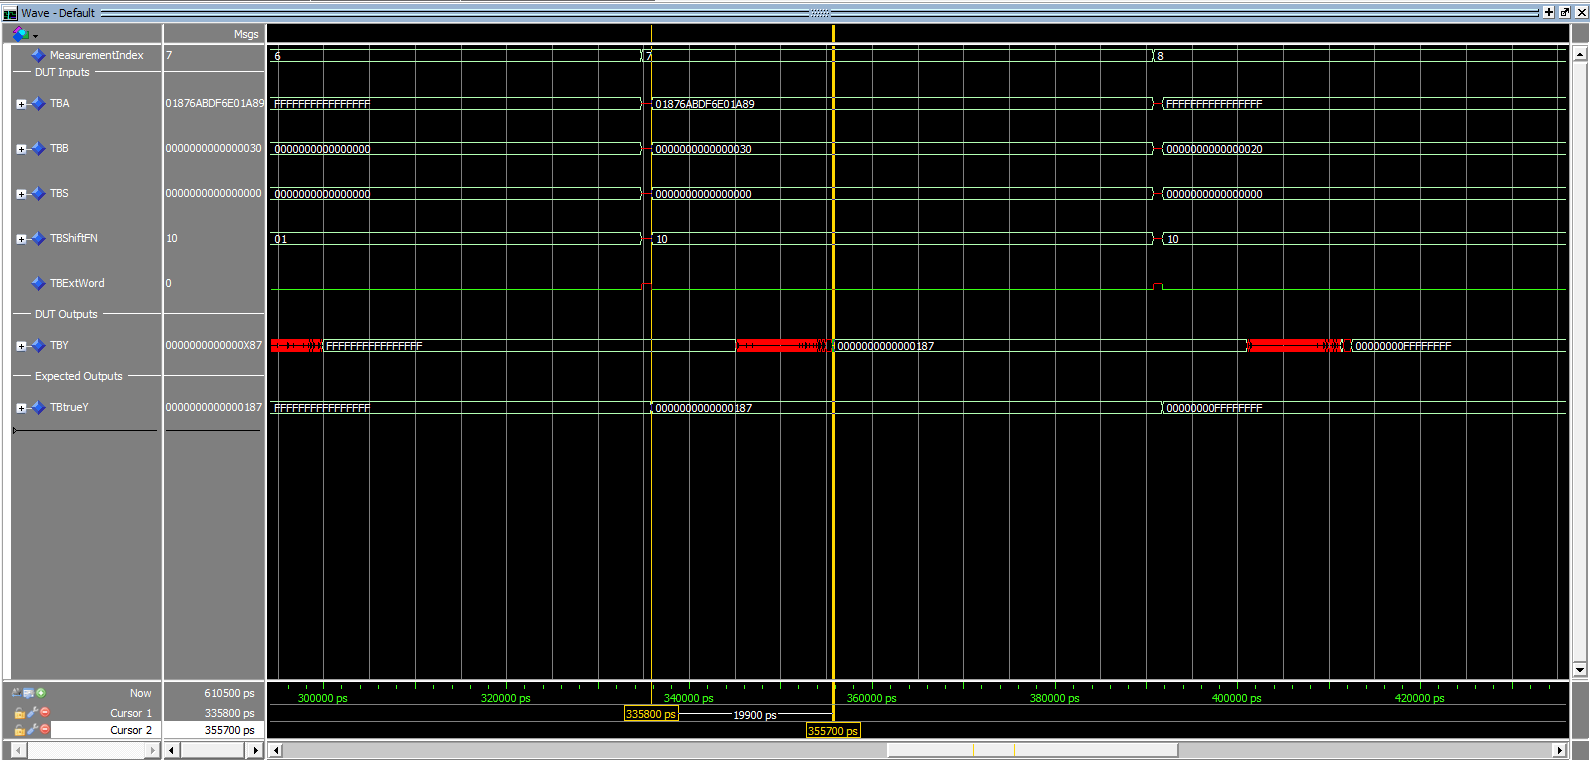 Wave - Default
Msgs
MeasurementIndex 7 6 7 8
DUT Inputs
TBA 01876ABDF6E01A89 FFFFFFFFFFFFFFFF 01876ABDF6E01A89 FFFFFFFFFFFFFFFF
TBB 0000000000000030 0000000000000000 0000000000000030 0000000000000020
TBS 0000000000000000 0000000000000000 0000000000000000 0000000000000000
TBShiftFN 10 01 10 10
TBExtWord 0
DUT Outputs
TBY 0000000000000X87 FFFFFFFFFFFFFFFF 0000000000000187 00000000FFFFFFFF
Expected Outputs
TBtrueY 0000000000000187 FFFFFFFFFFFFFFFF 0000000000000187 00000000FFFFFFFF
Now 610500 ps 300000 ps 320000 ps 340000 ps 360000 ps 380000 ps 400000 ps 420000 ps
Cursor 1 335800 ps 335800 ps 19900 ps
Cursor 2 355700 ps 355700 ps